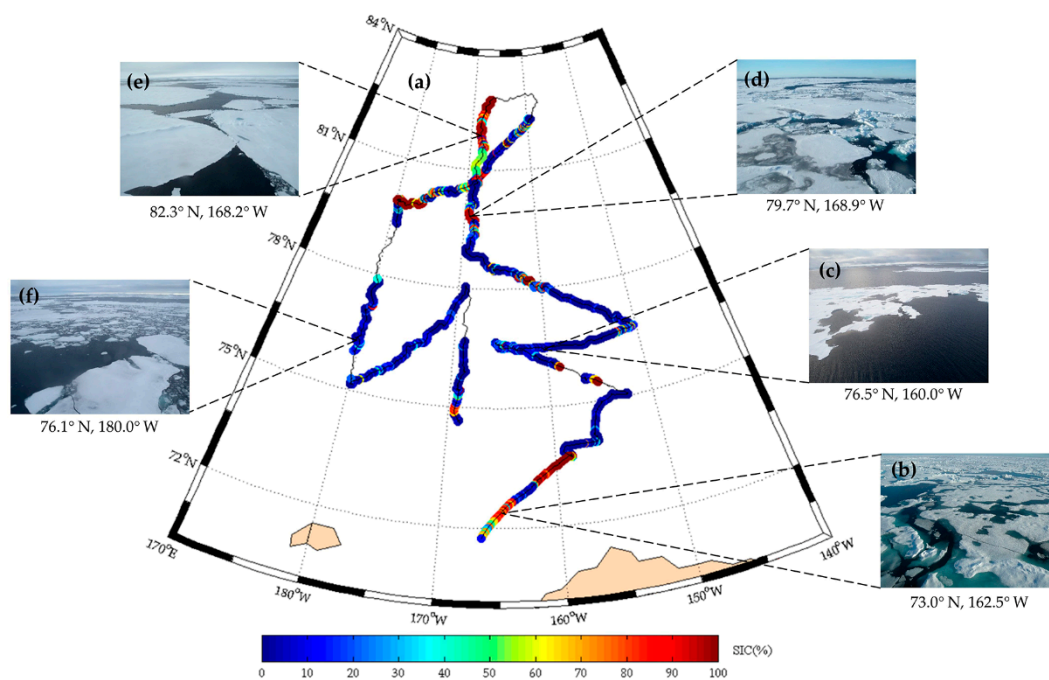 84°N
(e)
(a)
(d)
81°N
82.3° N, 168.2° W
79.7° N, 168.9° W
78°N
(f)
(c)
75°N
76.1° N, 180.0° W
76.5° N, 160.0° W
72°N
(b)
170°E
140°W
180°W
150°W
170°W
160°W
73.0° N, 162.5° W
SIC(%)
0 10 20 30 40 50 60 70 80 90 100